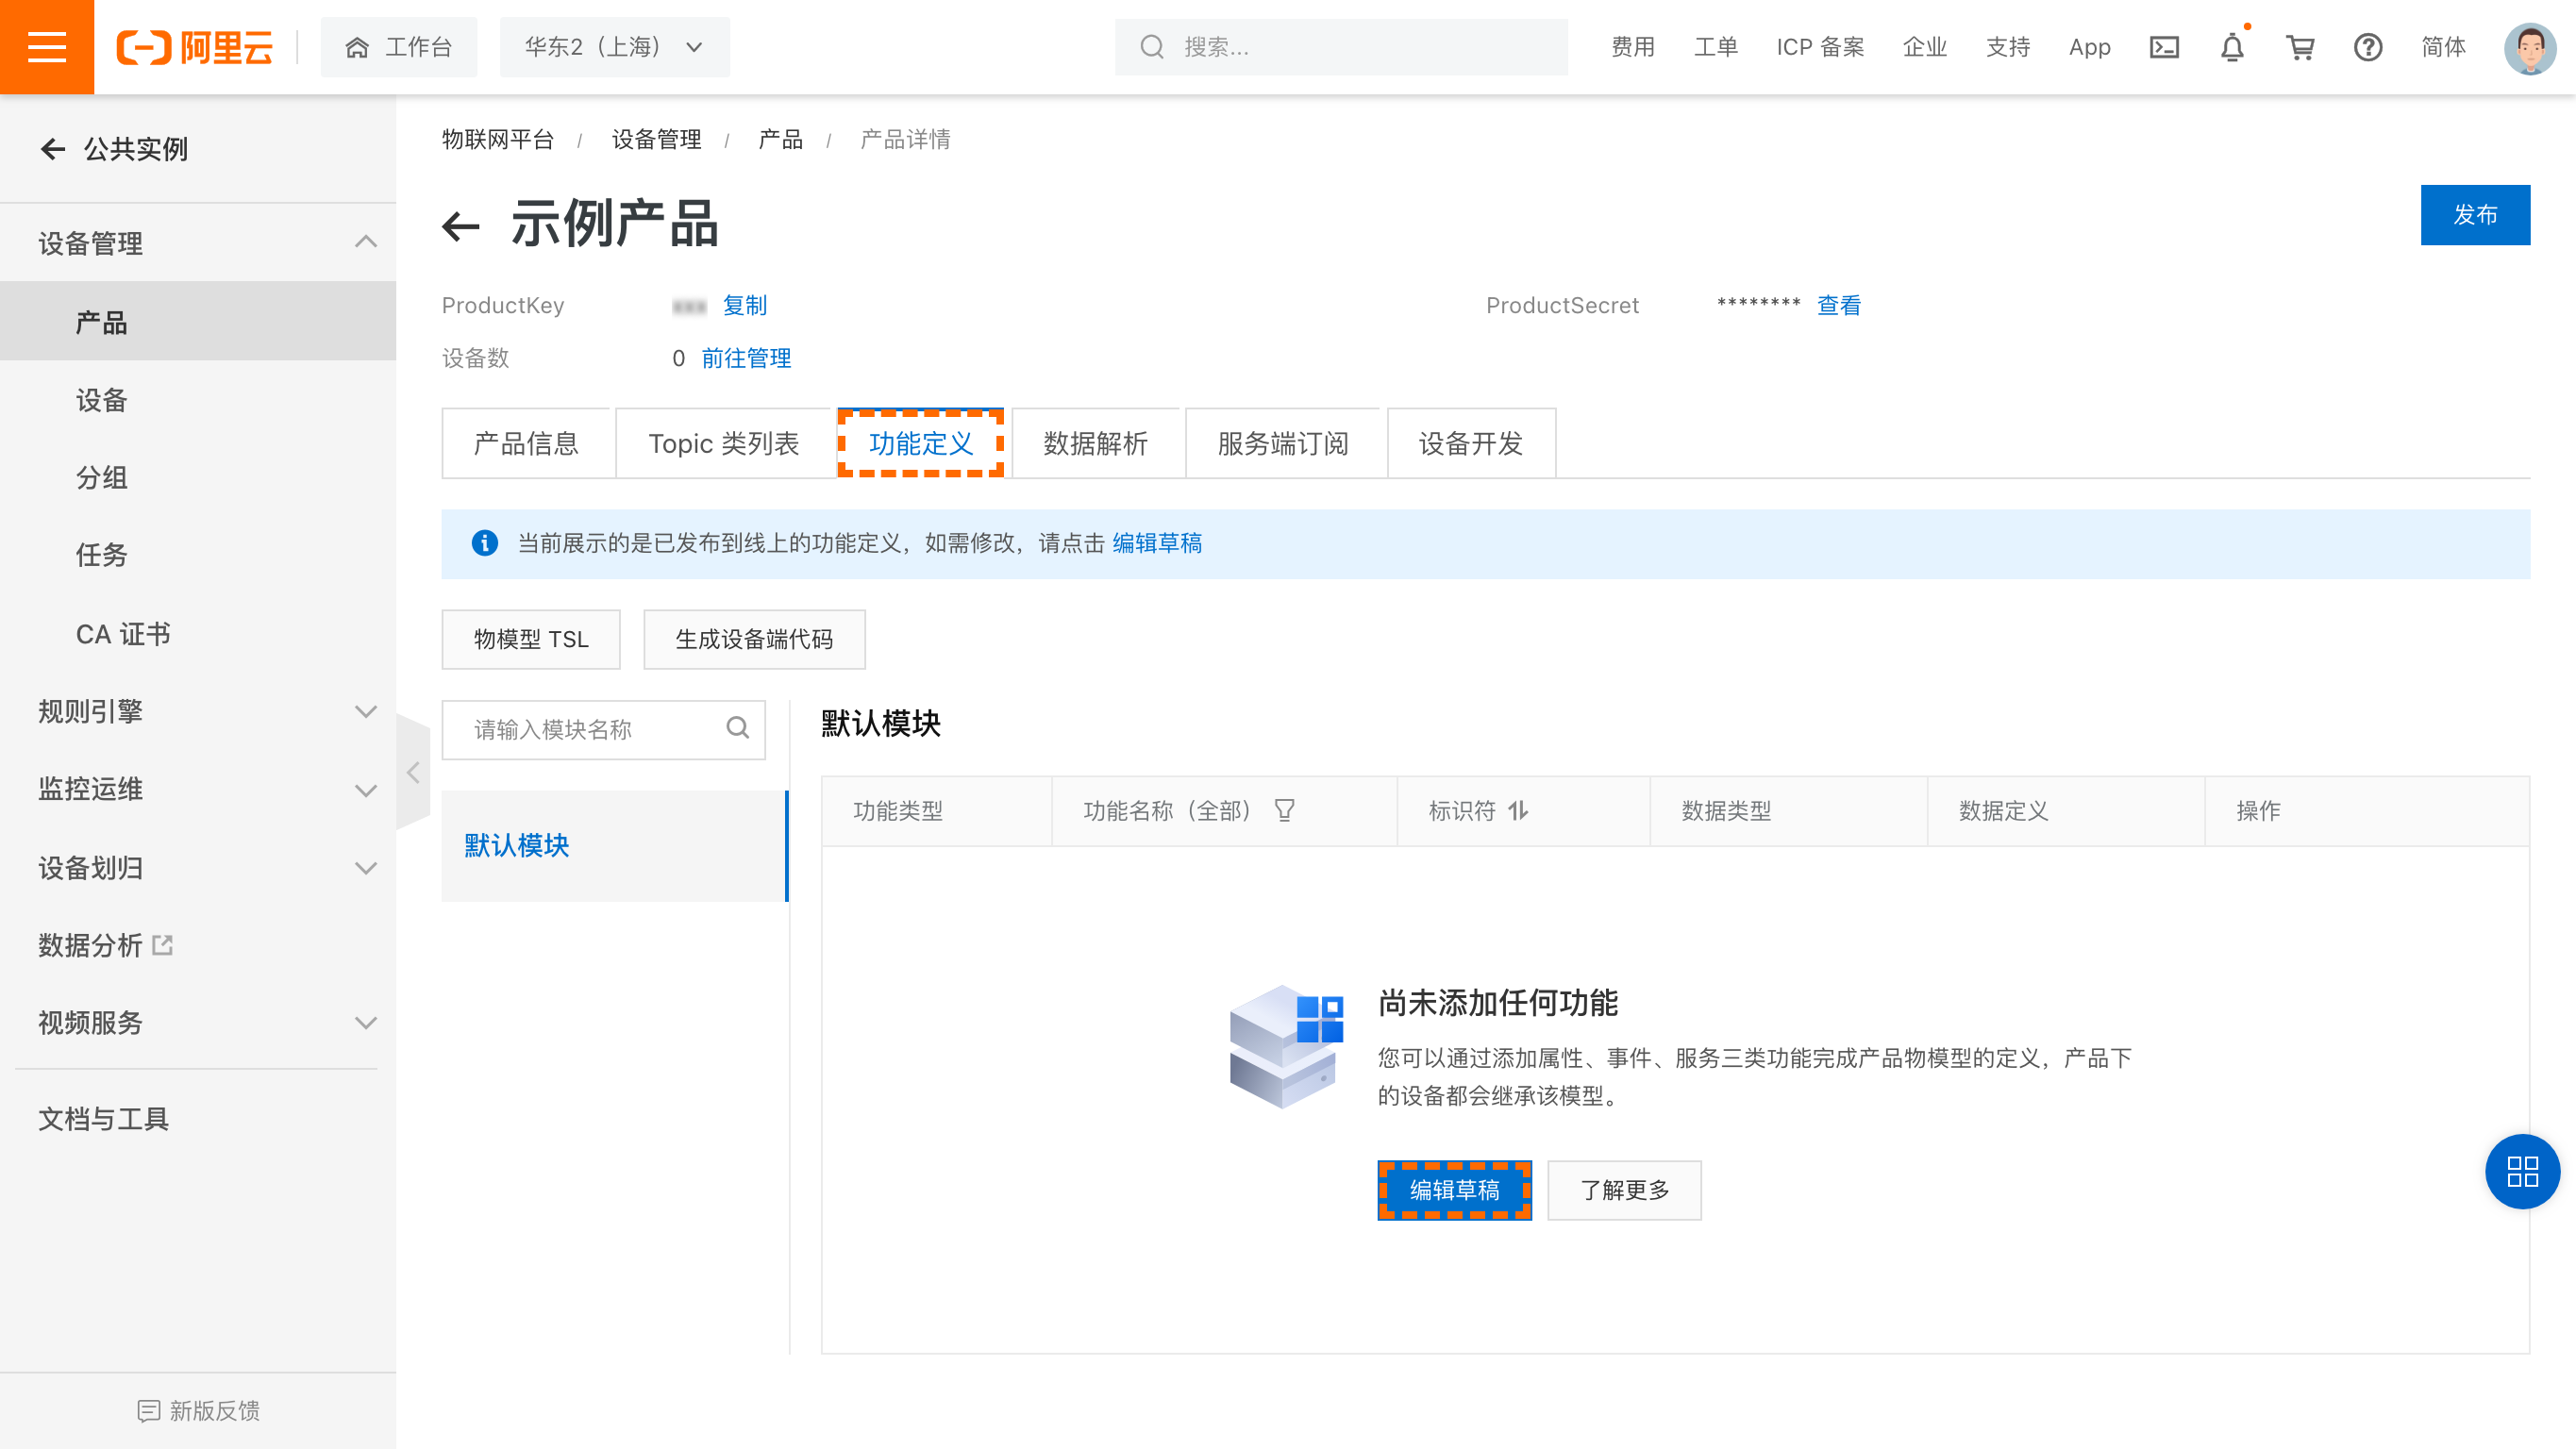 阿里云
工作台
华东2（上海）
搜索...
费用
工单
ICP 备案
企业
支持
App
简体
公共实例
设备管理
产品
设备
分组
任务
CA 证书
规则引擎
监控运维
设备划归
数据分析
视频服务
文档与工具
新版反馈
物联网平台 / 设备管理 / 产品 / 产品详情
示例产品
发布
ProductKey 复制
ProductSecret ******** 查看
设备数 0 前往管理
产品信息
Topic 类列表
功能定义
数据解析
服务端订阅
设备开发
当前展示的是已发布到线上的功能定义，如需修改，请点击 编辑草稿
物模型 TSL
生成设备端代码
请输入模块名称
默认模块
默认模块
功能类型
功能名称（全部）
标识符
数据类型
数据定义
操作
尚未添加任何功能
您可以通过添加属性、事件、服务三类功能完成产品物模型的定义，产品下
的设备都会继承该模型。
编辑草稿
了解更多